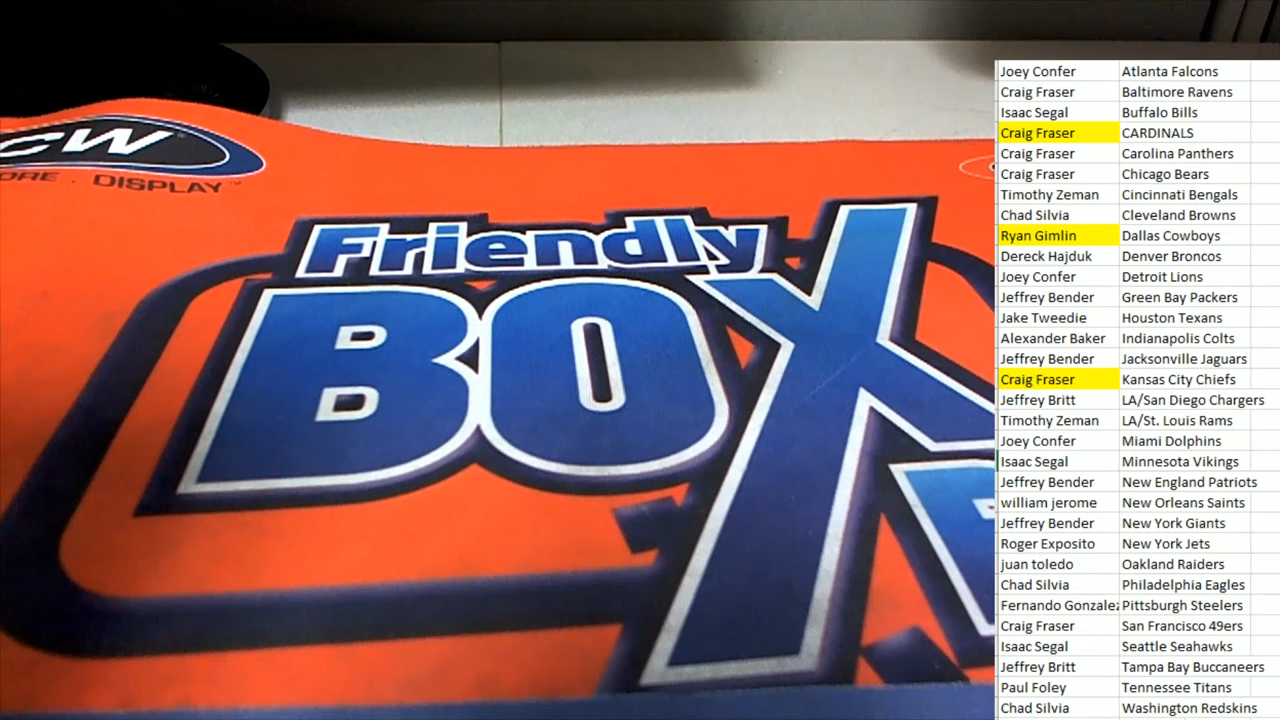 CW
ORE . DISPLAY™
Friendly
BOX
Joey Confer Atlanta Falcons
Craig Fraser Baltimore Ravens
Isaac Segal Buffalo Bills
Craig Fraser CARDINALS
Craig Fraser Carolina Panthers
Craig Fraser Chicago Bears
Timothy Zeman Cincinnati Bengals
Chad Silvia Cleveland Browns
Ryan Gimlin Dallas Cowboys
Dereck Hajduk Denver Broncos
Joey Confer Detroit Lions
Jeffrey Bender Green Bay Packers
Jake Tweedie Houston Texans
Alexander Baker Indianapolis Colts
Jeffrey Bender Jacksonville Jaguars
Craig Fraser Kansas City Chiefs
Jeffrey Britt LA/San Diego Chargers
Timothy Zeman LA/St. Louis Rams
Joey Confer Miami Dolphins
Isaac Segal Minnesota Vikings
Jeffrey Bender New England Patriots
william jerome New Orleans Saints
Jeffrey Bender New York Giants
Roger Exposito New York Jets
juan toledo Oakland Raiders
Chad Silvia Philadelphia Eagles
Fernando Gonzalez Pittsburgh Steelers
Craig Fraser San Francisco 49ers
Isaac Segal Seattle Seahawks
Jeffrey Britt Tampa Bay Buccaneers
Paul Foley Tennessee Titans
Chad Silvia Washington Redskins